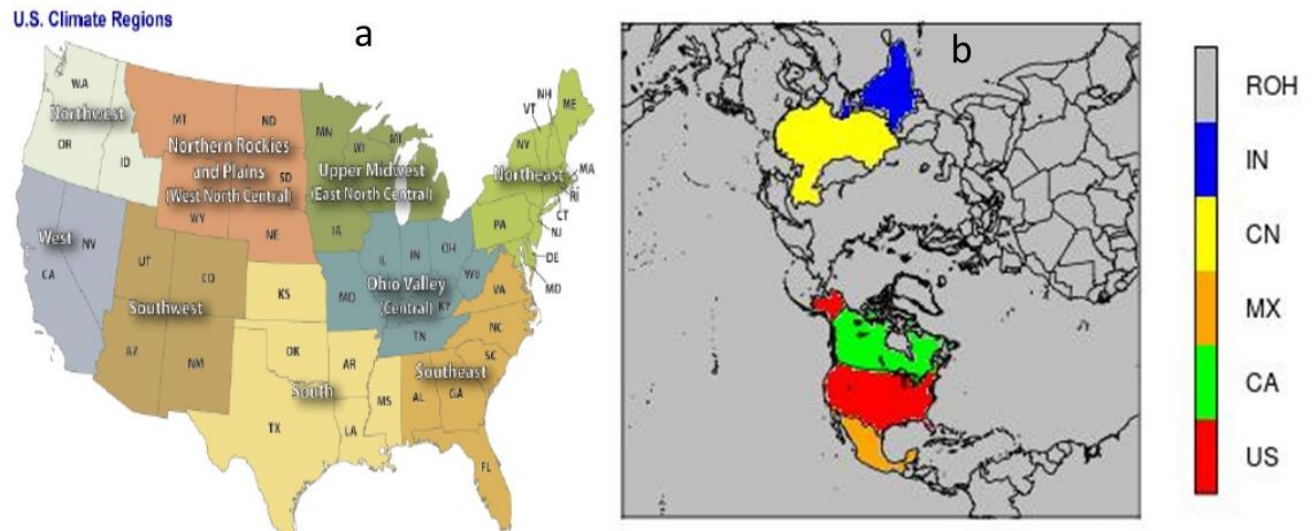 U.S. Climate Regions
a
WA
Northwest
OR
ID
MT
ND
Northern Rockies
and Plains
(West North Central)
SD
WY
NE
MN
WI
MI
Upper Midwest
(East North Central)
IA
NH
VT
ME
NY
Northeast
MA
RI
CT
NJ
PA
DE
MD
West
NV
CA
UT
CO
Southwest
AZ
NM
KS
OK
AR
South
TX
LA
MS
IL
IN
OH
WV
Ohio Valley
(Central)
MO
KY
TN
VA
NC
SC
Southeast
AL
GA
FL
b
ROH
IN
CN
MX
CA
US